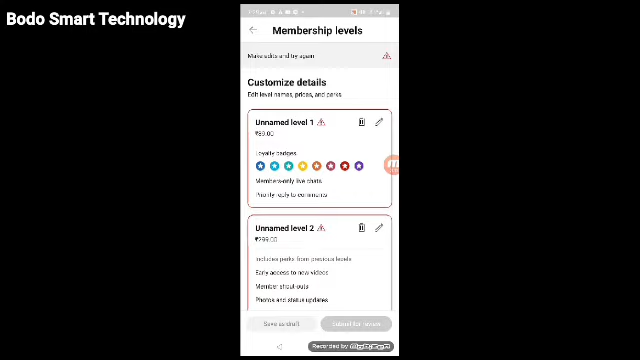 Bodo Smart Technology
Membership levels
Make edits and try again
Customize details
Edit level names, prices, and perks
Unnamed level 1
₹89.00
Loyalty badges
Members-only live chats
Priority reply to comments
Unnamed level 2
₹299.00
Includes perks from previous levels
Early access to new videos
Member shout-outs
Photos and status updates
Save as draft
Submit for review
Recorded by